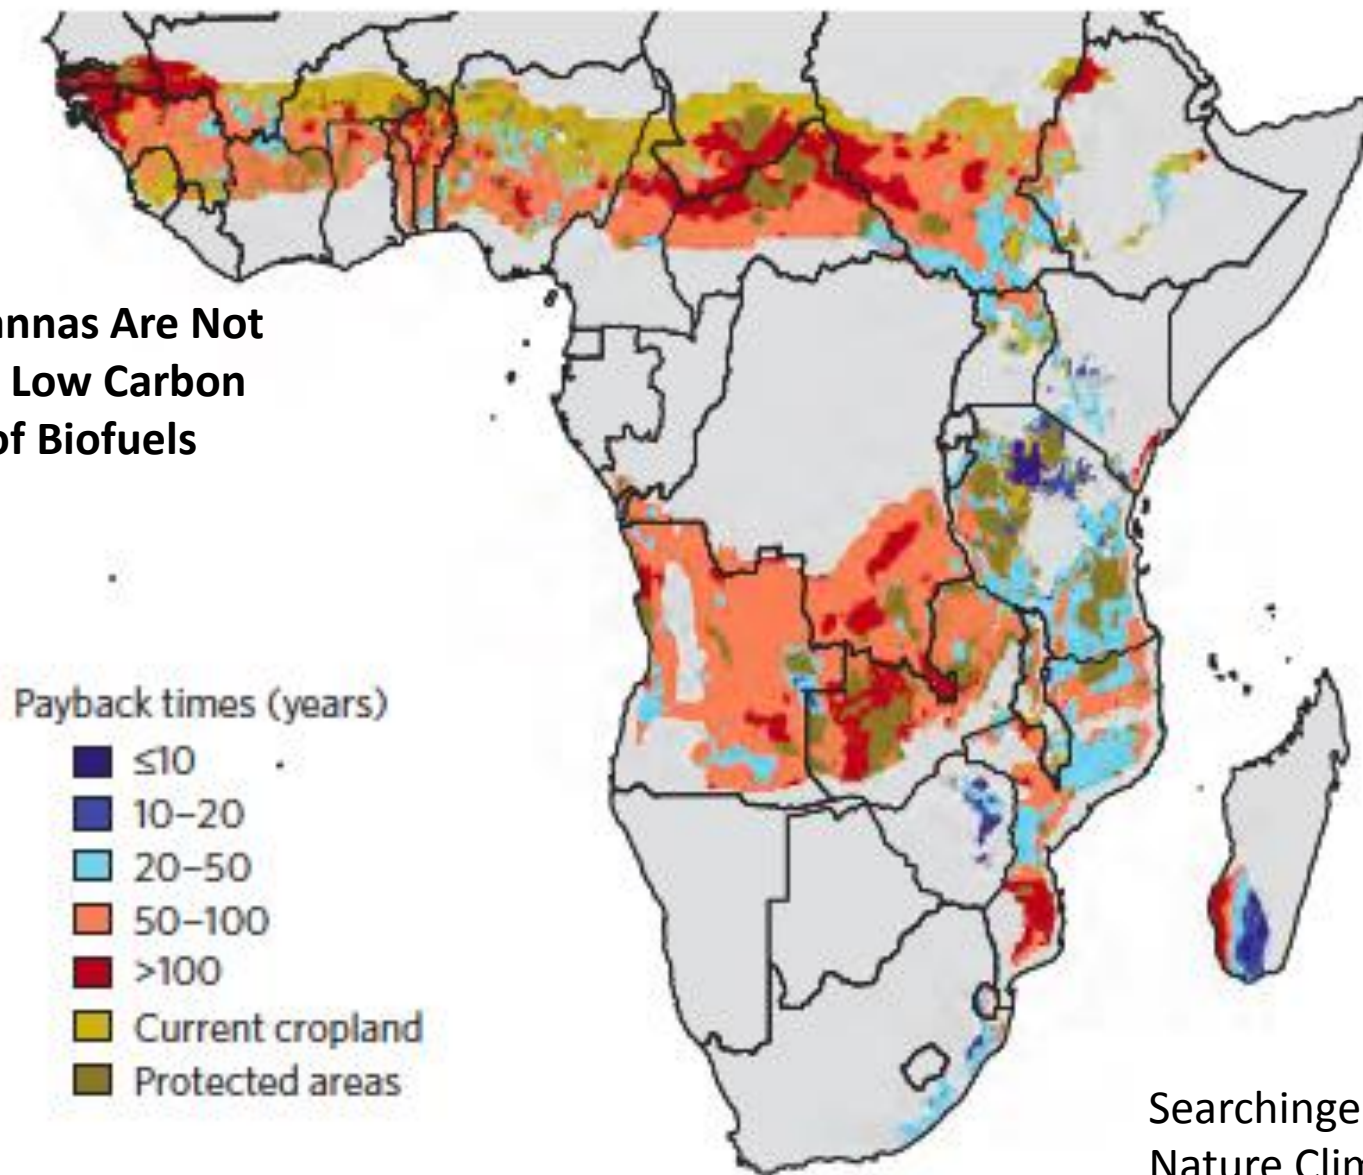 annas Are Not
Low Carbon
of Biofuels
Payback times (years)
≤10
10–20
20–50
50–100
>100
Current cropland
Protected areas
Searchinge
Nature Clim